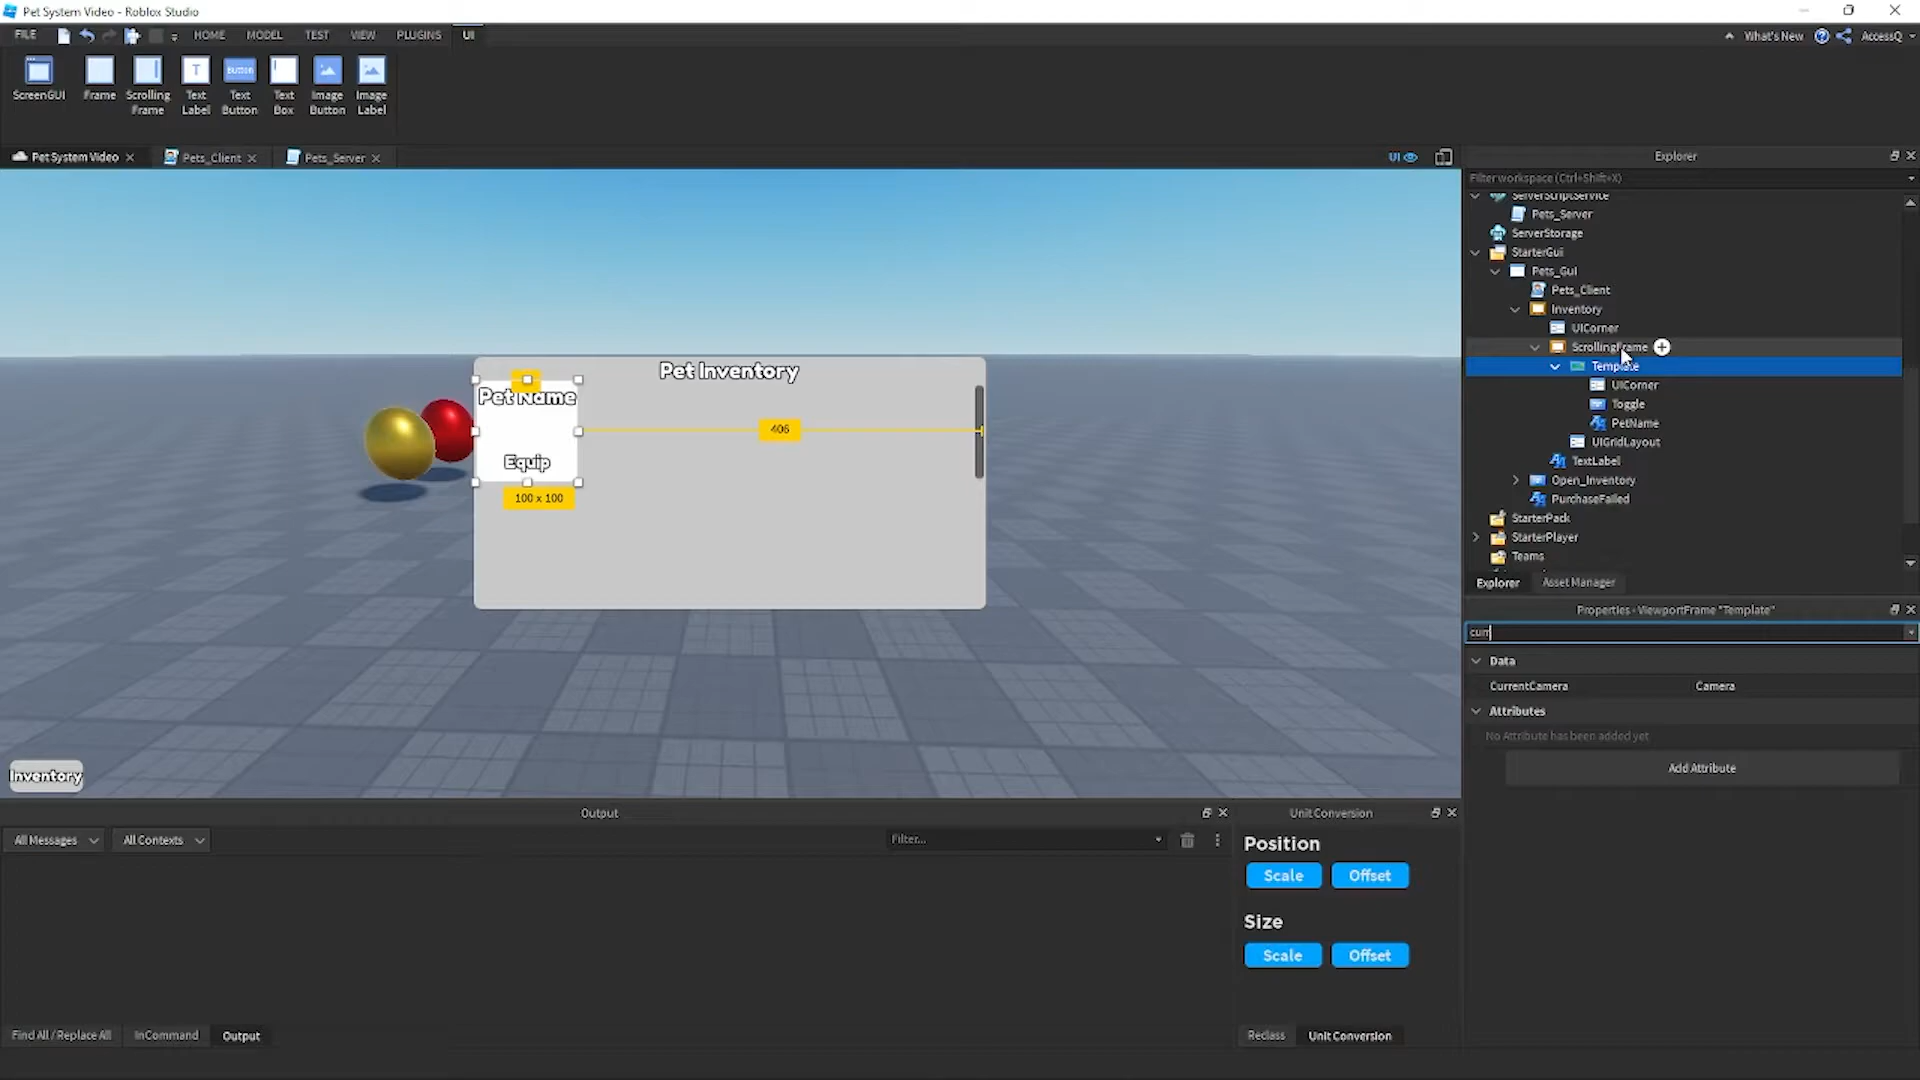 Pet System Video - Roblox Studio
FILE
HOME
MODEL
TEST
VIEW
PLUGINS
UI
What's New
AccessQ
ScreenGUI
Frame
Scrolling
Frame
Text
Label
Text
Button
Text
Box
Image
Button
Image
Label
Button
Pet System Video
Pets_Client
Pets_Server
UI
Explorer
Filter workspace (Ctrl+Shift+X)
ServerScriptService
Pets_Server
ServerStorage
StarterGui
Pets_Gui
Pets_Client
Inventory
UICorner
ScrollingFrame
Template
UICorner
Toggle
PetName
UIGridLayout
TextLabel
Open_Inventory
PurchaseFailed
StarterPack
StarterPlayer
Teams
Explorer
Asset Manager
Pet Inventory
Pet Name
Equip
406
100 x 100
Inventory
Properties - ViewportFrame "Template"
curr
Data
CurrentCamera
Camera
Attributes
No Attribute has been added yet
Add Attribute
Output
All Messages
All Contexts
Filter...
Unit Conversion
Position
Scale
Offset
Size
Scale
Offset
Find All / Replace All
InCommand
Output
Reclass
Unit Conversion